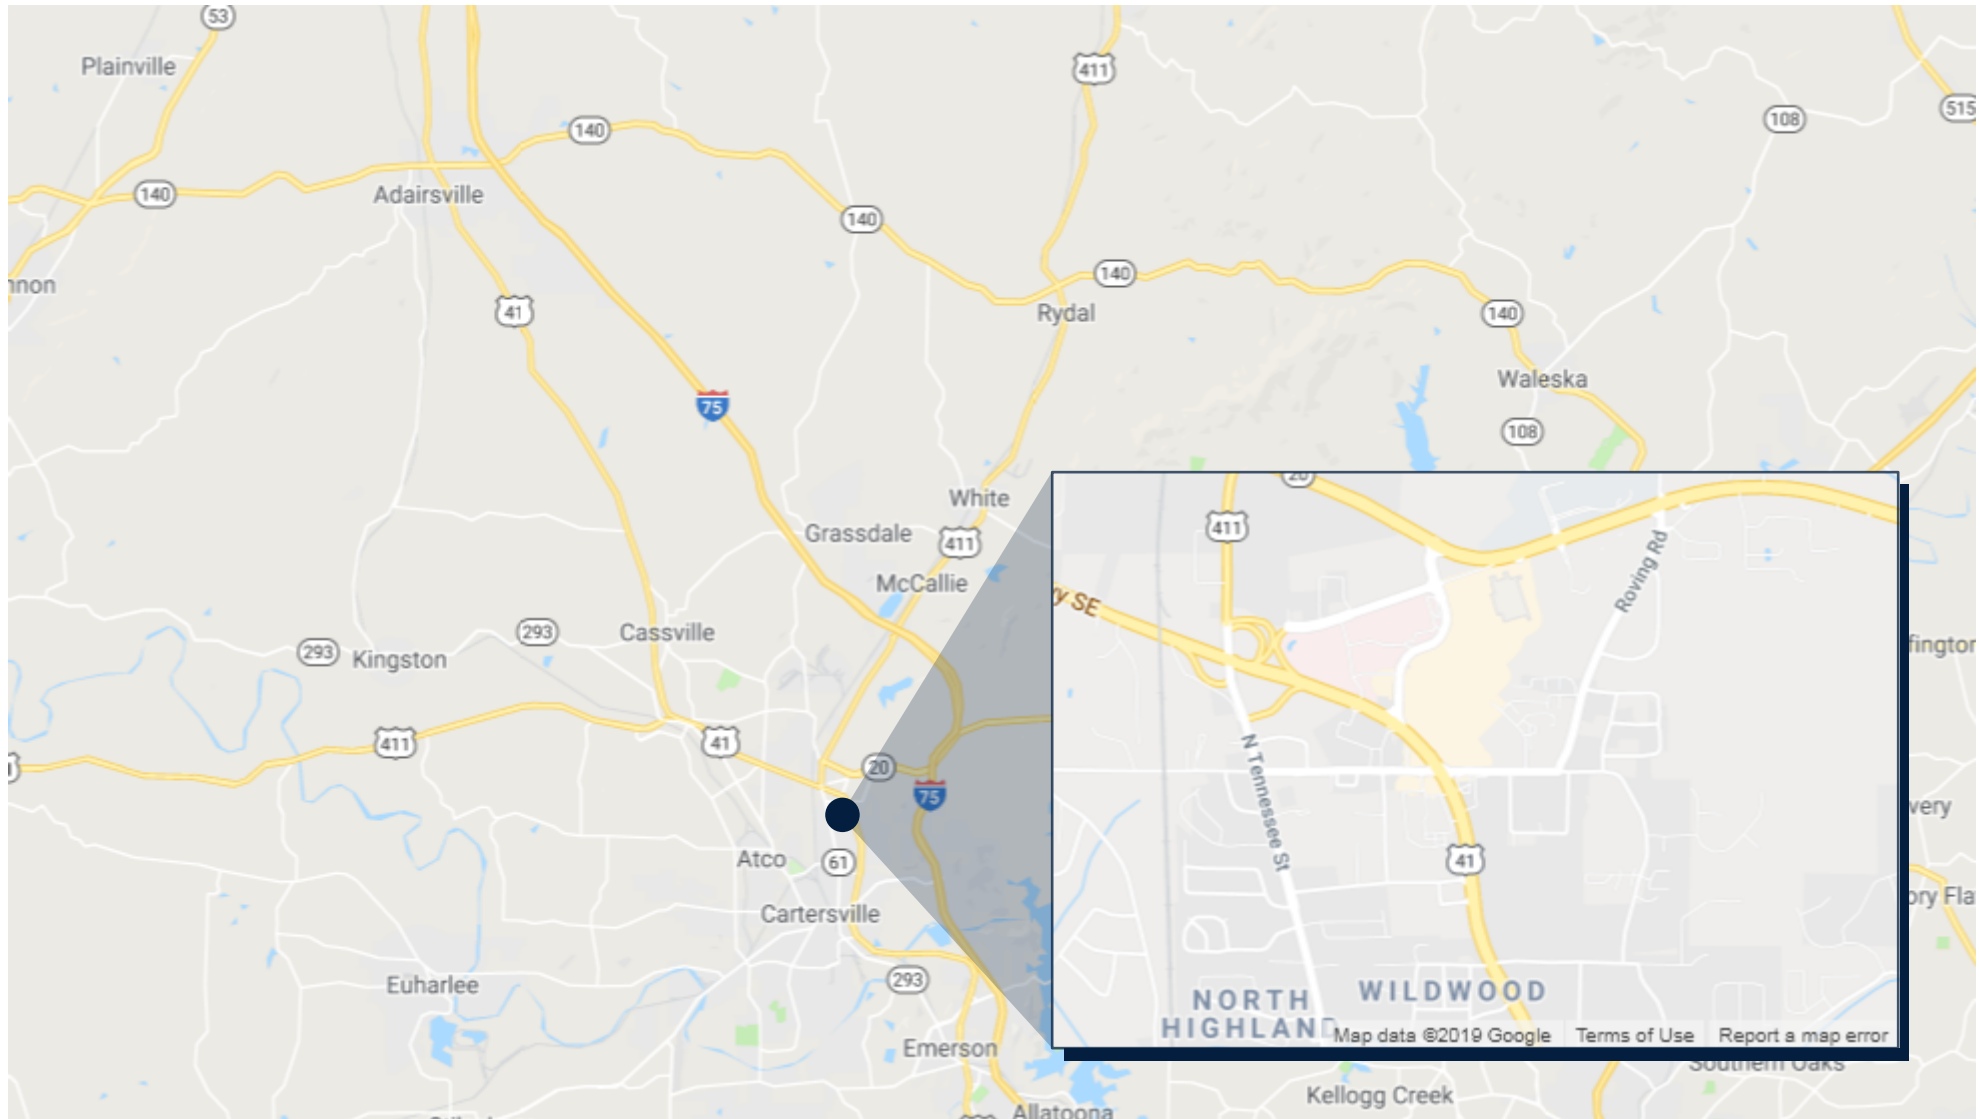 53
Plainville
411
515
108
140
140
Adairsville
140
140
Rydal
nnon
41
140
Waleska
75
108
White
Grassdale
411
McCallie
293
Cassville
293
Kingston
411
41
20
75
Atco
61
Cartersville
Euharlee
293
Emerson
Allatoona
20
411
y SE
Roving Rd
N Tennessee St
41
NORTH
HIGHLAND
WILDWOOD
Map data ©2019 Google
Terms of Use
Report a map error
fington
very
ory Fla
Southern Oaks
Kellogg Creek